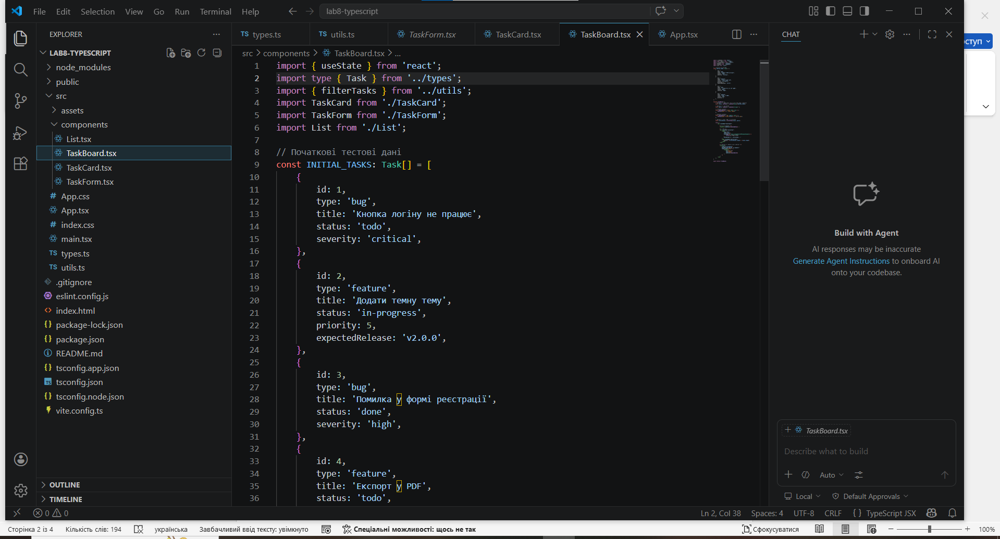 File Edit Selection View Go Run Terminal Help
lab8-typescript
EXPLORER
LAB8-TYPESCRIPT
node_modules
public
src
assets
components
List.tsx
TaskBoard.tsx
TaskCard.tsx
TaskForm.tsx
App.css
App.tsx
index.css
main.tsx
types.ts
utils.ts
.gitignore
eslint.config.js
index.html
package-lock.json
package.json
README.md
tsconfig.app.json
tsconfig.json
tsconfig.node.json
vite.config.ts
OUTLINE
TIMELINE
TS types.ts TS utils.ts TaskForm.tsx TaskCard.tsx TaskBoard.tsx App.tsx
src > components > TaskBoard.tsx > ...
1 import { useState } from 'react';
2 import type { Task } from '../types';
3 import { filterTasks } from '../utils';
4 import TaskCard from './TaskCard';
5 import TaskForm from './TaskForm';
6 import List from './List';
7
8 // Початкові тестові дані
9 const INITIAL_TASKS: Task[] = [
10 {
11 id: 1,
12 type: 'bug',
13 title: 'Кнопка логіну не працює',
14 status: 'todo',
15 severity: 'critical',
16 },
17 {
18 id: 2,
19 type: 'feature',
20 title: 'Додати темну тему',
21 status: 'in-progress',
22 priority: 5,
23 expectedRelease: 'v2.0.0',
24 },
25 {
26 id: 3,
27 type: 'bug',
28 title: 'Помилка у формі реєстрації',
29 status: 'done',
30 severity: 'high',
31 },
32 {
33 id: 4,
34 type: 'feature',
35 title: 'Експорт у PDF',
36 status: 'todo',
CHAT
Build with Agent
AI responses may be inaccurate
Generate Agent Instructions to onboard AI
onto your codebase.
TaskBoard.tsx
Describe what to build
Auto
Local Default Approvals
0 0 Ln 2, Col 38 Spaces: 4 UTF-8 CRLF { } TypeScript JSX
Сторінка 2 із 4 Кількість слів: 194 українська Завбачливий ввід тексту: увімкнуто Спеціальні можливості: щось не так Сфокусуватися 100%